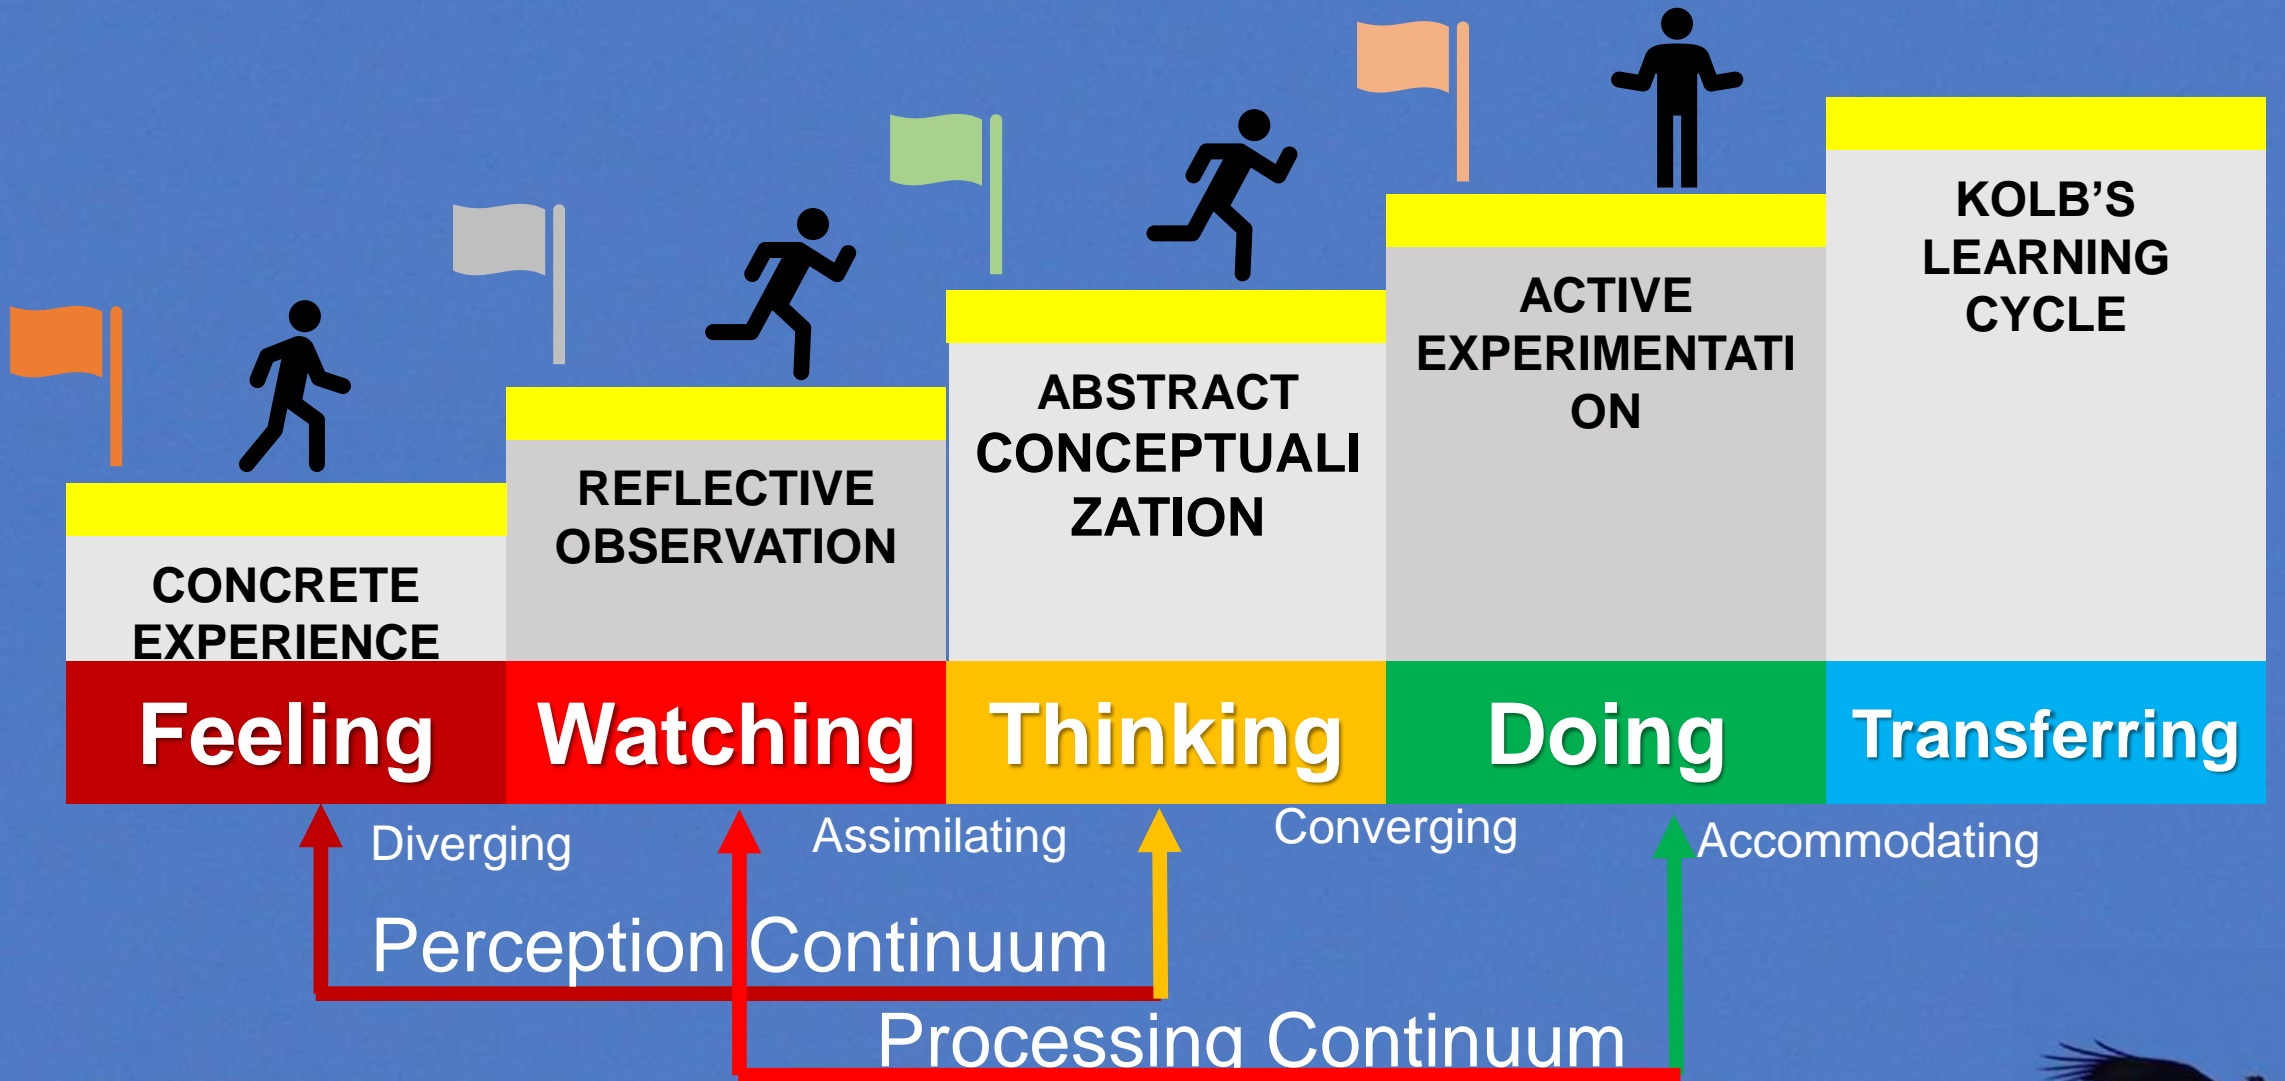 KOLB’S
LEARNING
CYCLE
ACTIVE
EXPERIMENTATI
ON
ABSTRACT
CONCEPTUALI
ZATION
REFLECTIVE
OBSERVATION
CONCRETE
EXPERIENCE
Feeling
Watching
Thinking
Doing
Transferring
Diverging
Assimilating
Converging
Accommodating
Perception Continuum
Processing Continuum